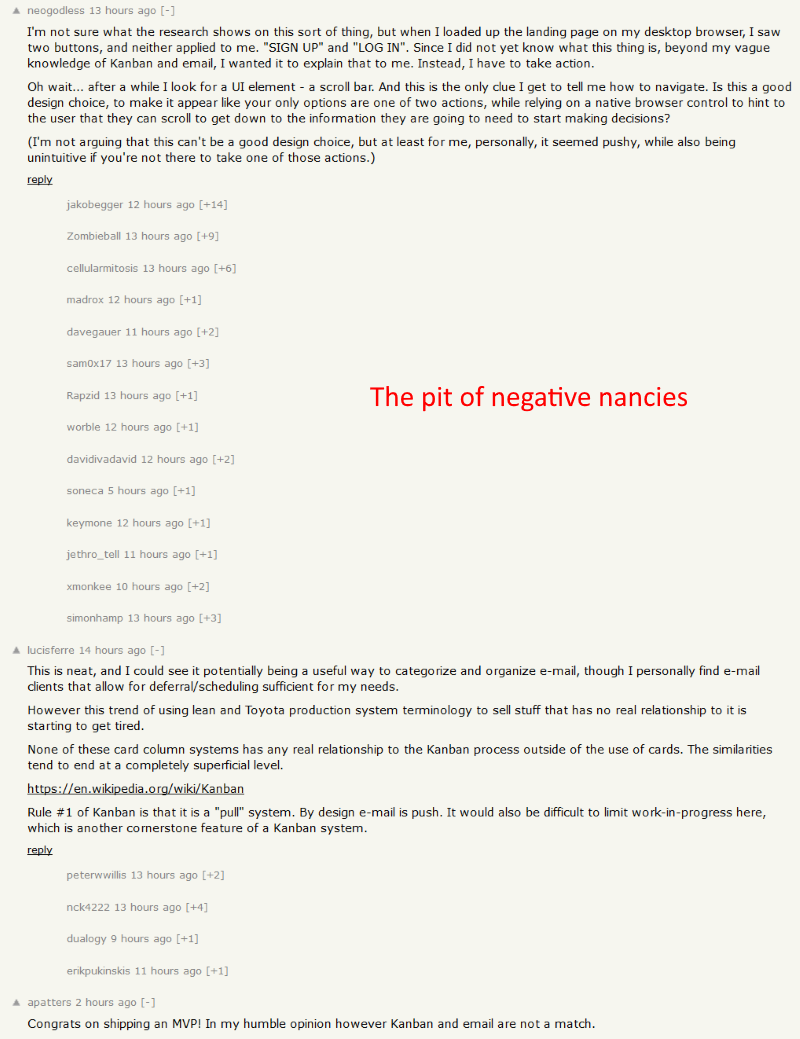 neogodless 13 hours ago [-]
I'm not sure what the research shows on this sort of thing, but when I loaded up the landing page on my desktop browser, I saw
two buttons, and neither applied to me. "SIGN UP" and "LOG IN". Since I did not yet know what this thing is, beyond my vague
knowledge of Kanban and email, I wanted it to explain that to me. Instead, I have to take action.
Oh wait... after a while I look for a UI element - a scroll bar. And this is the only clue I get to tell me how to navigate. Is this a good
design choice, to make it appear like your only options are one of two actions, while relying on a native browser control to hint to
the user that they can scroll to get down to the information they are going to need to start making decisions?
(I'm not arguing that this can't be a good design choice, but at least for me, personally, it seemed pushy, while also being
unintuitive if you're not there to take one of those actions.)
reply
jakobegger 12 hours ago [+14]
Zombieball 13 hours ago [+9]
cellularmitosis 13 hours ago [+6]
madrox 12 hours ago [+1]
davegauer 11 hours ago [+2]
sam0x17 13 hours ago [+3]
Rapzid 13 hours ago [+1]
The pit of negative nancies
worble 12 hours ago [+1]
davidivadavid 12 hours ago [+2]
soneca 5 hours ago [+1]
keymone 12 hours ago [+1]
jethro_tell 11 hours ago [+1]
xmonkee 10 hours ago [+2]
simonhamp 13 hours ago [+3]
lucisferre 14 hours ago [-]
This is neat, and I could see it potentially being a useful way to categorize and organize e-mail, though I personally find e-mail
clients that allow for deferral/scheduling sufficient for my needs.
However this trend of using lean and Toyota production system terminology to sell stuff that has no real relationship to it is
starting to get tired.
None of these card column systems has any real relationship to the Kanban process outside of the use of cards. The similarities
tend to end at a completely superficial level.
https://en.wikipedia.org/wiki/Kanban
Rule #1 of Kanban is that it is a "pull" system. By design e-mail is push. It would also be difficult to limit work-in-progress here,
which is another cornerstone feature of a Kanban system.
reply
peterwwillis 13 hours ago [+2]
nck4222 13 hours ago [+4]
dualogy 9 hours ago [+1]
erikpukinskis 11 hours ago [+1]
apatters 2 hours ago [-]
Congrats on shipping an MVP! In my humble opinion however Kanban and email are not a match.